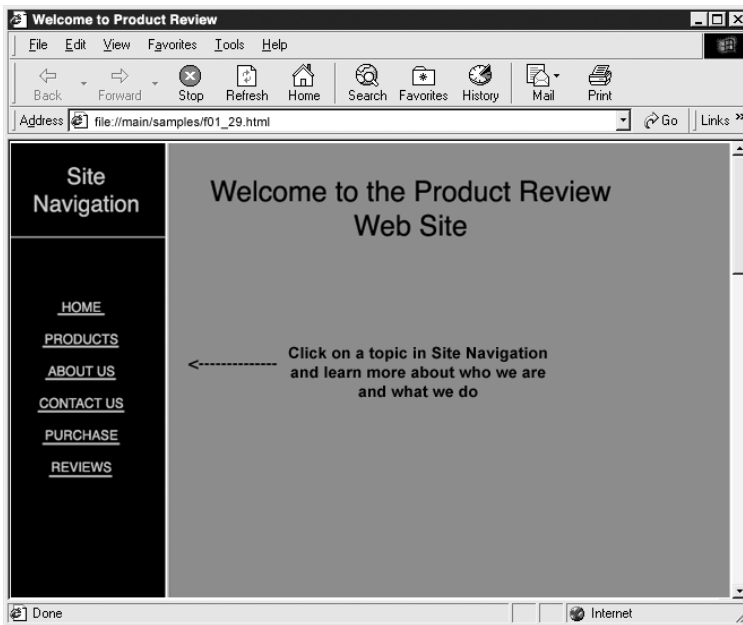 Welcome to Product Review
File Edit View Favorites Tools Help
Back Forward Stop Refresh Home Search Favorites History Mail Print
Address file://main/samples/f01_29.html Go Links »
Site
Navigation
HOME
PRODUCTS
ABOUT US
CONTACT US
PURCHASE
REVIEWS
Welcome to the Product Review
Web Site
<-------------- Click on a topic in Site Navigation
and learn more about who we are
and what we do
Done Internet